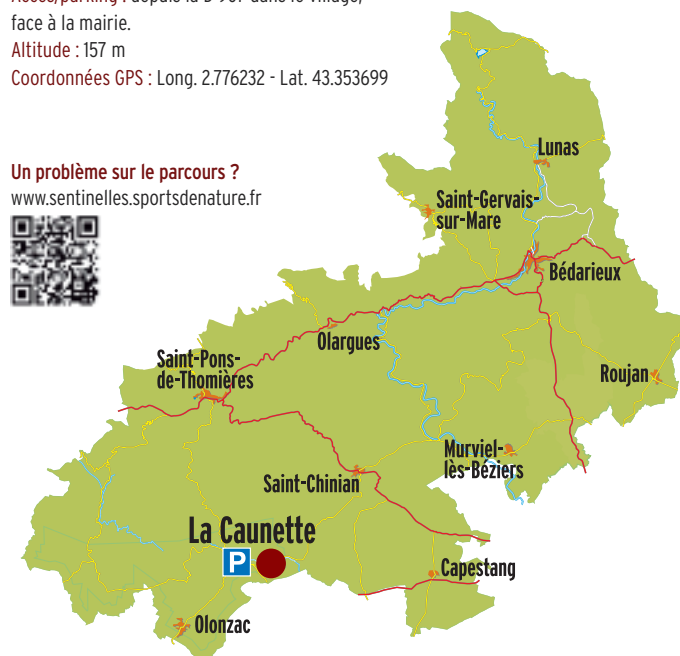 face à la mairie.
Altitude : 157 m
Coordonnées GPS : Long. 2.776232 - Lat. 43.353699
Un problème sur le parcours ?
www.sentinelles.sportsdenature.fr
Lunas
Saint-Gervais-
sur-Mare
Bédarieux
Olargues
Saint-Pons-
de-Thomières
Roujan
Murviel-
lès-Béziers
Saint-Chinian
La Caunette
P
Capestang
Olonzac